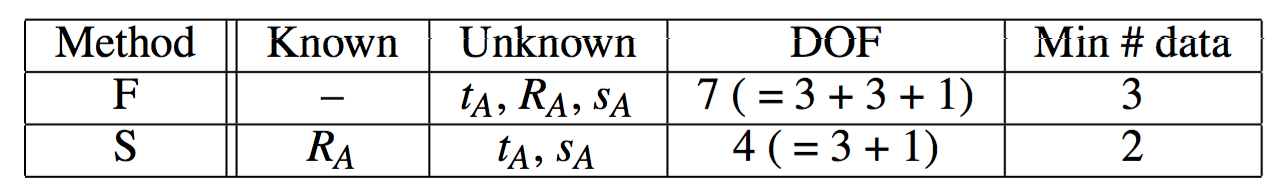 Method Known Unknown DOF Min # data
F – t_A, R_A, s_A 7 ( = 3 + 3 + 1) 3
S R_A t_A, s_A 4 ( = 3 + 1) 2